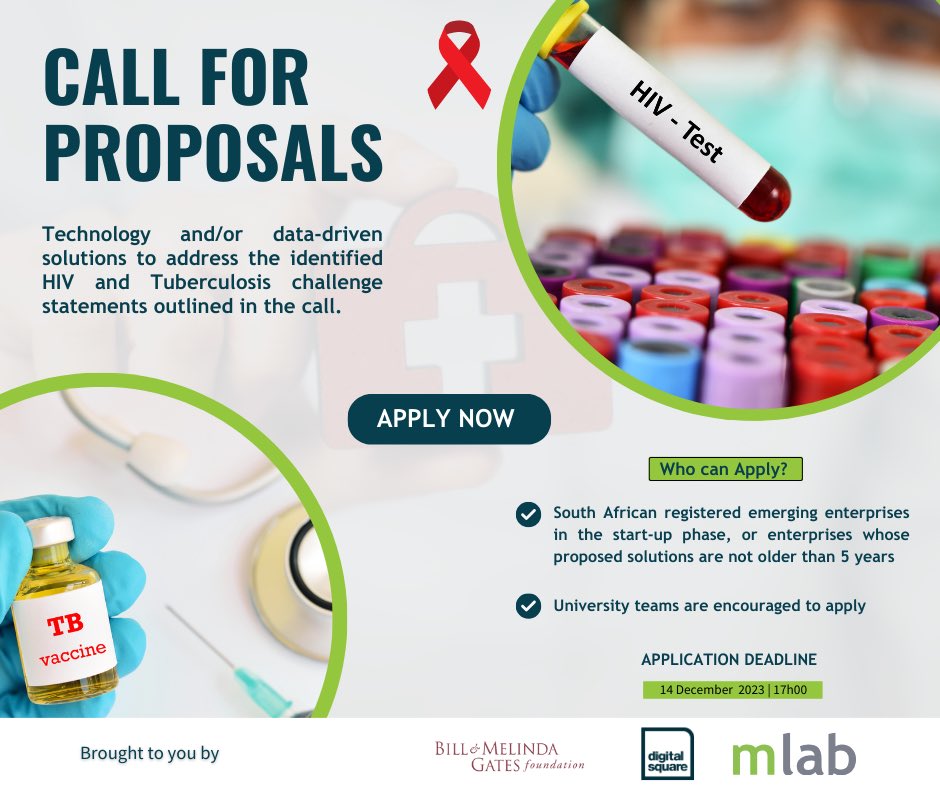 CALL FOR
PROPOSALS
Technology and/or data-driven
solutions to address the identified
HIV and Tuberculosis challenge
statements outlined in the call.
HIV - Test
APPLY NOW
Who can Apply?
South African registered emerging enterprises
in the start-up phase, or enterprises whose
proposed solutions are not older than 5 years
University teams are encouraged to apply
TB
vaccine
APPLICATION DEADLINE
14 December 2023 | 17h00
Brought to you by
BILL & MELINDA
GATES foundation
digital
square
mlab